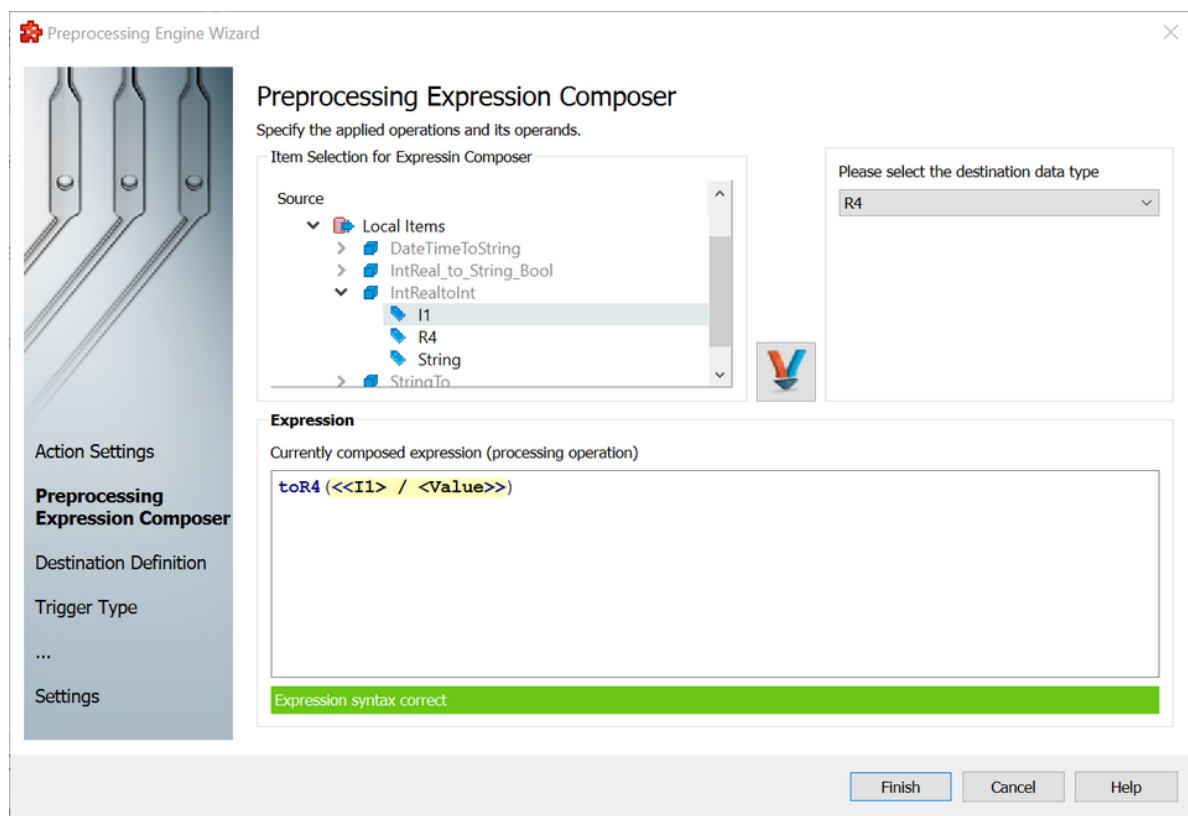 Preprocessing Engine Wizard
Preprocessing Expression Composer
Specify the applied operations and its operands.
Item Selection for Expressin Composer
Source
Local Items
DateTimeToString
IntReal_to_String_Bool
IntRealtoInt
I1
R4
String
StringTo
Please select the destination data type
R4
Expression
Currently composed expression (processing operation)
toR4(<<I1> / <Value>>)
Expression syntax correct
Action Settings
Preprocessing
Expression Composer
Destination Definition
Trigger Type
...
Settings
Finish
Cancel
Help